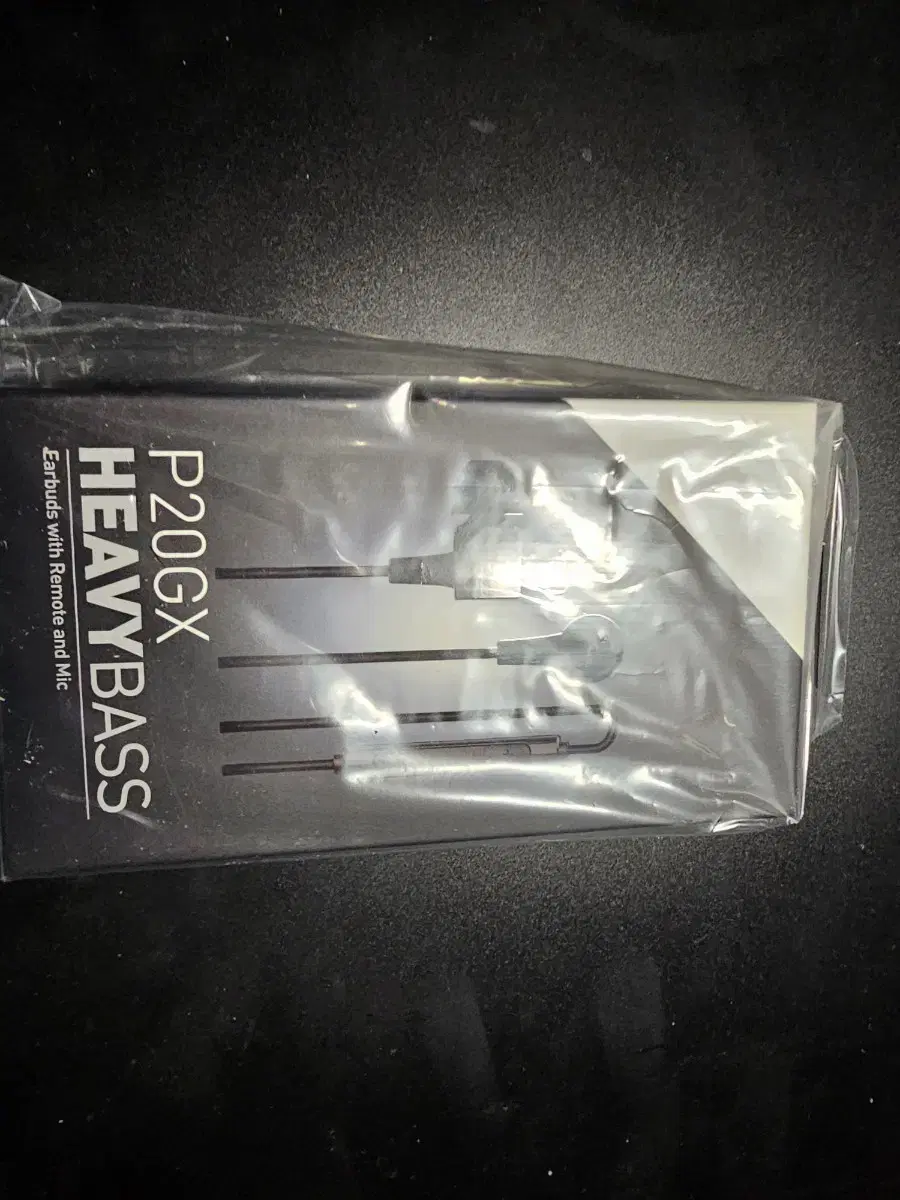 P20GX
HEAVYBASS
Earbuds with Remote and Mic